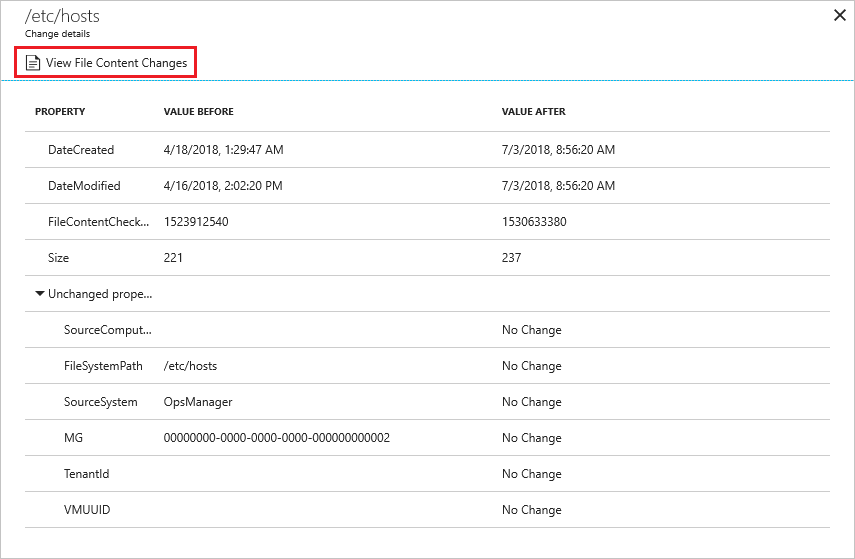 /etc/hosts
Change details
View File Content Changes
PROPERTY VALUE BEFORE VALUE AFTER
DateCreated 4/18/2018, 1:29:47 AM 7/3/2018, 8:56:20 AM
DateModified 4/16/2018, 2:02:20 PM 7/3/2018, 8:56:20 AM
FileContentCheck... 1523912540 1530633380
Size 221 237
Unchanged prope...
SourceComput... No Change
FileSystemPath /etc/hosts No Change
SourceSystem OpsManager No Change
MG 00000000-0000-0000-0000-000000000002 No Change
TenantId No Change
VMUUID No Change